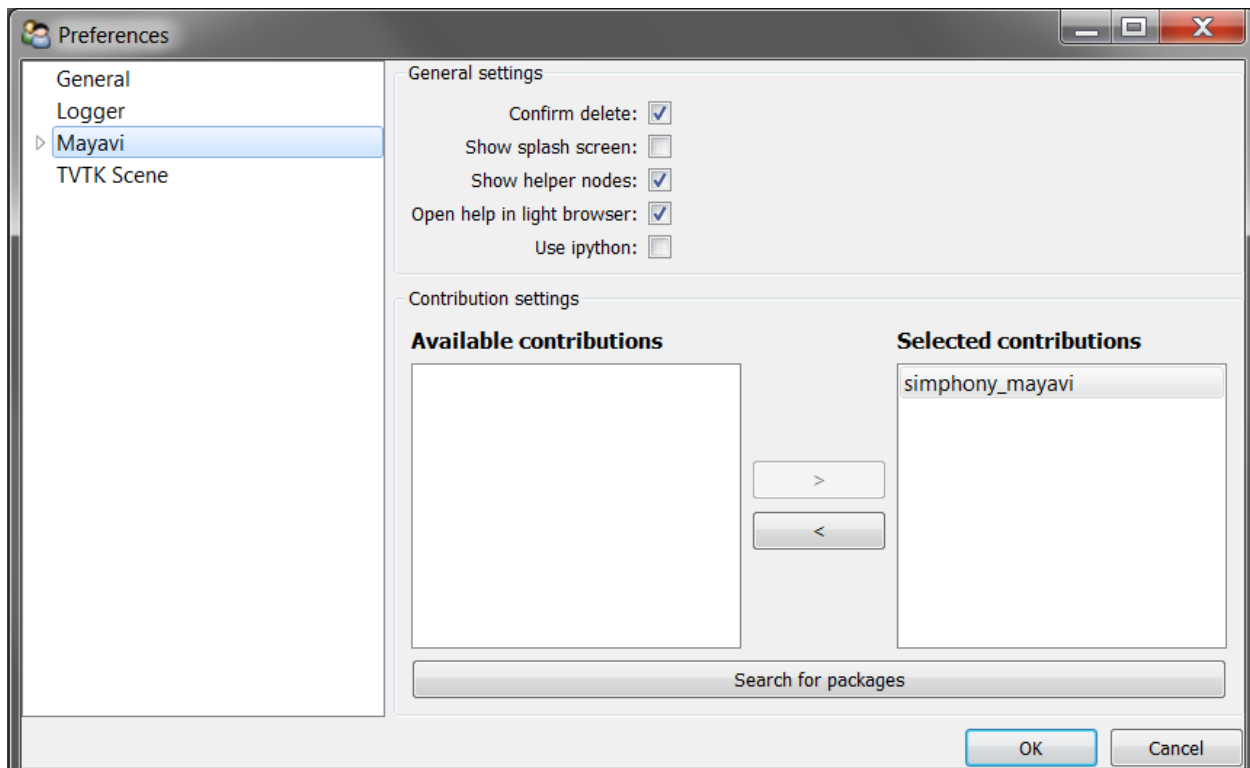 Preferences
General
Logger
Mayavi
TVTK Scene
General settings
Confirm delete:
Show splash screen:
Show helper nodes:
Open help in light browser:
Use ipython:
Contribution settings
Available contributions
Selected contributions
simphony_mayavi
>
<
Search for packages
OK
Cancel